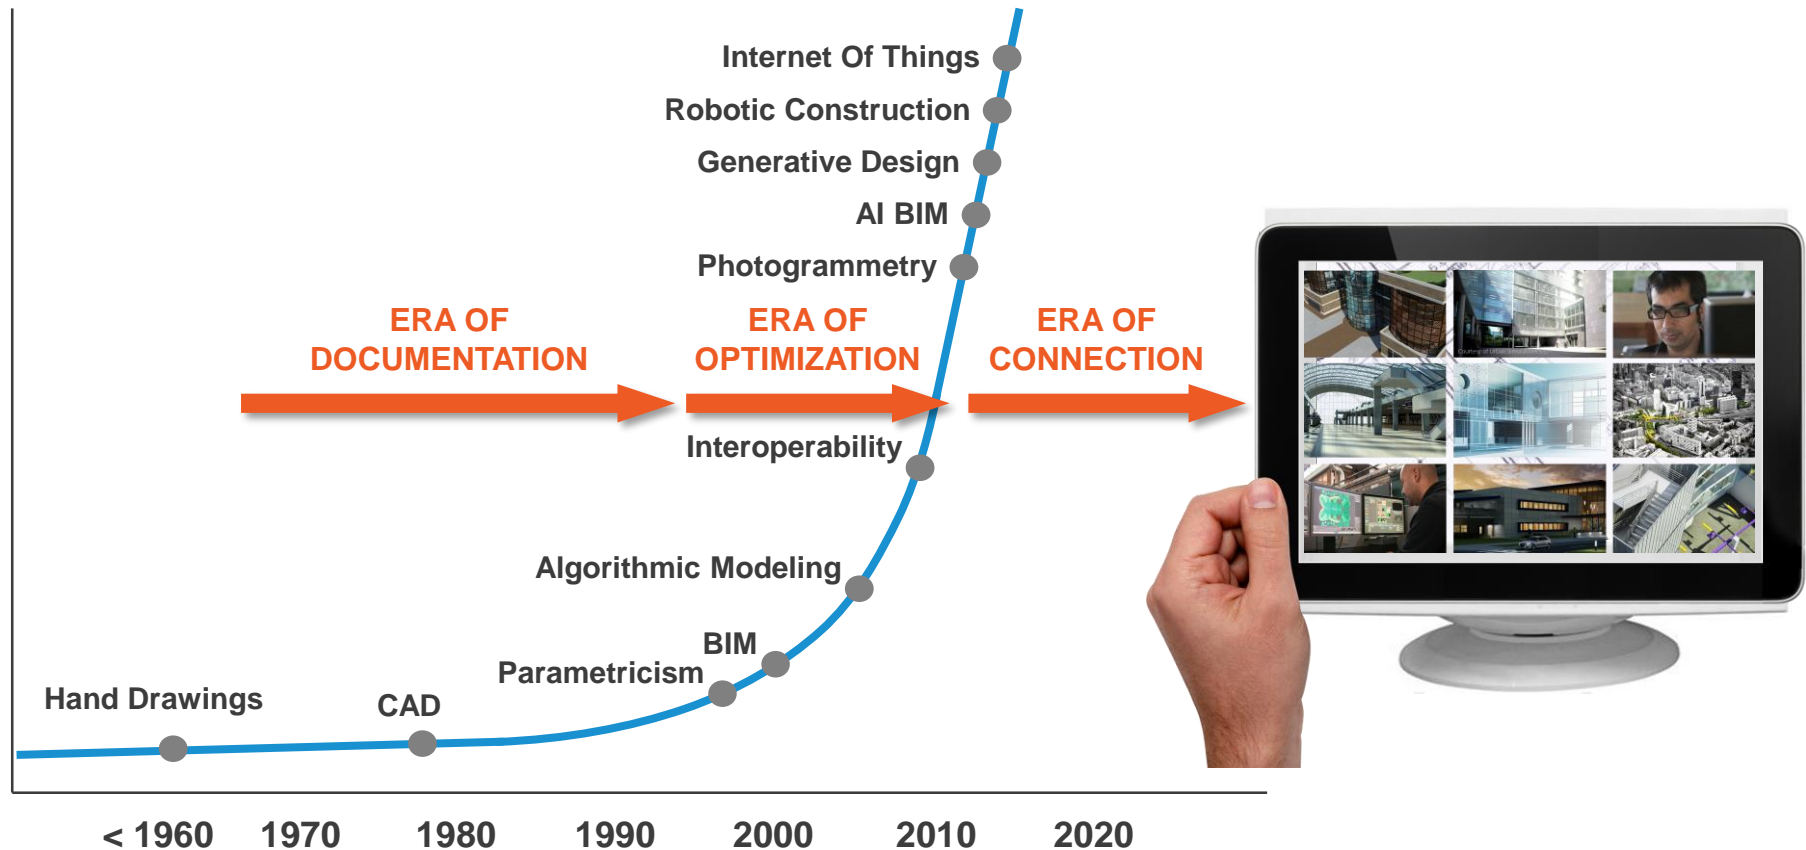 Internet Of Things
Robotic Construction
Generative Design
AI BIM
Photogrammetry
ERA OF
DOCUMENTATION
ERA OF
OPTIMIZATION
ERA OF
CONNECTION
Interoperability
Algorithmic Modeling
BIM
Parametricism
Hand Drawings
CAD
< 1960
1970
1980
1990
2000
2010
2020